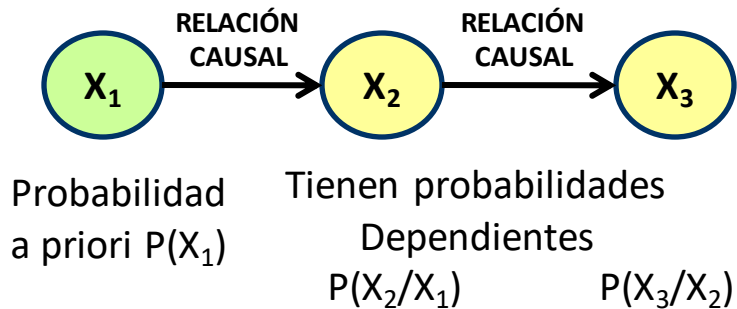 RELACIÓN
CAUSAL
RELACIÓN
CAUSAL
X₁
X₂
X₃
Probabilidad
a priori P(X₁)
Tienen probabilidades
Dependientes
P(X₂/X₁)
P(X₃/X₂)